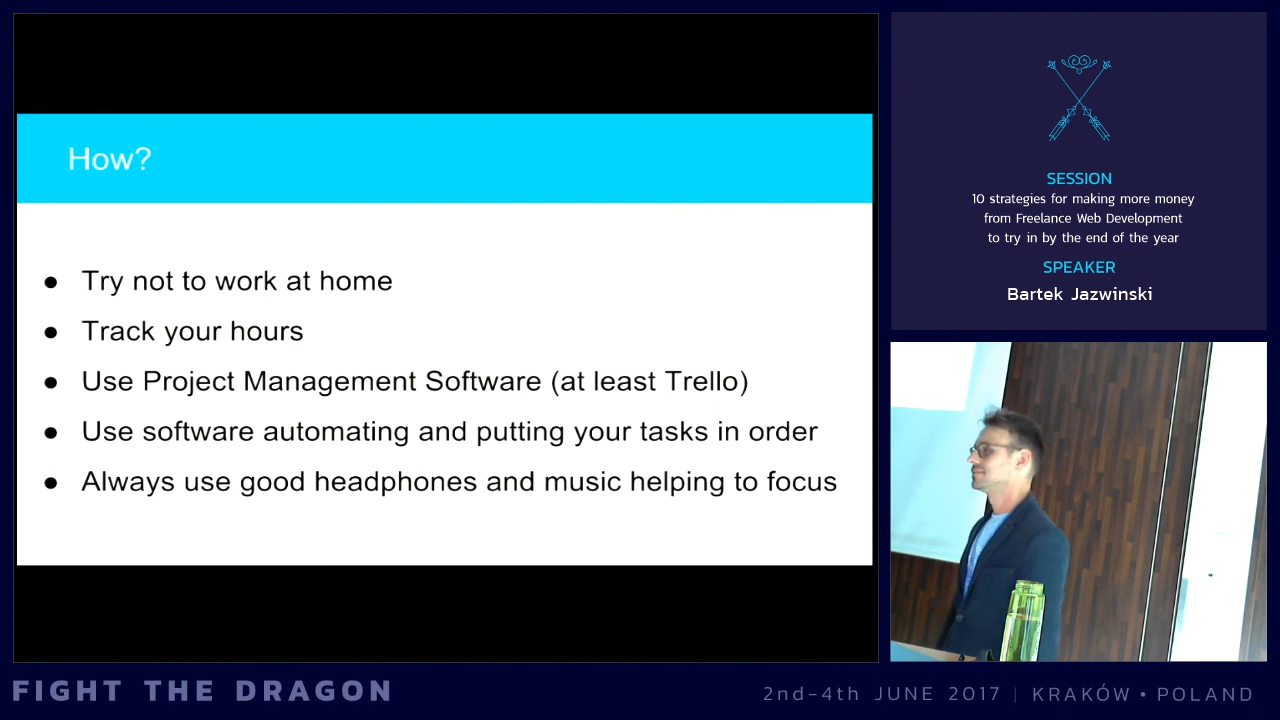 How?
● Try not to work at home
● Track your hours
● Use Project Management Software (at least Trello)
● Use software automating and putting your tasks in order
● Always use good headphones and music helping to focus
SESSION
10 strategies for making more money
from Freelance Web Development
to try in by the end of the year
SPEAKER
Bartek Jazwinski
FIGHT THE DRAGON
2nd-4th JUNE 2017 | KRAKÓW • POLAND